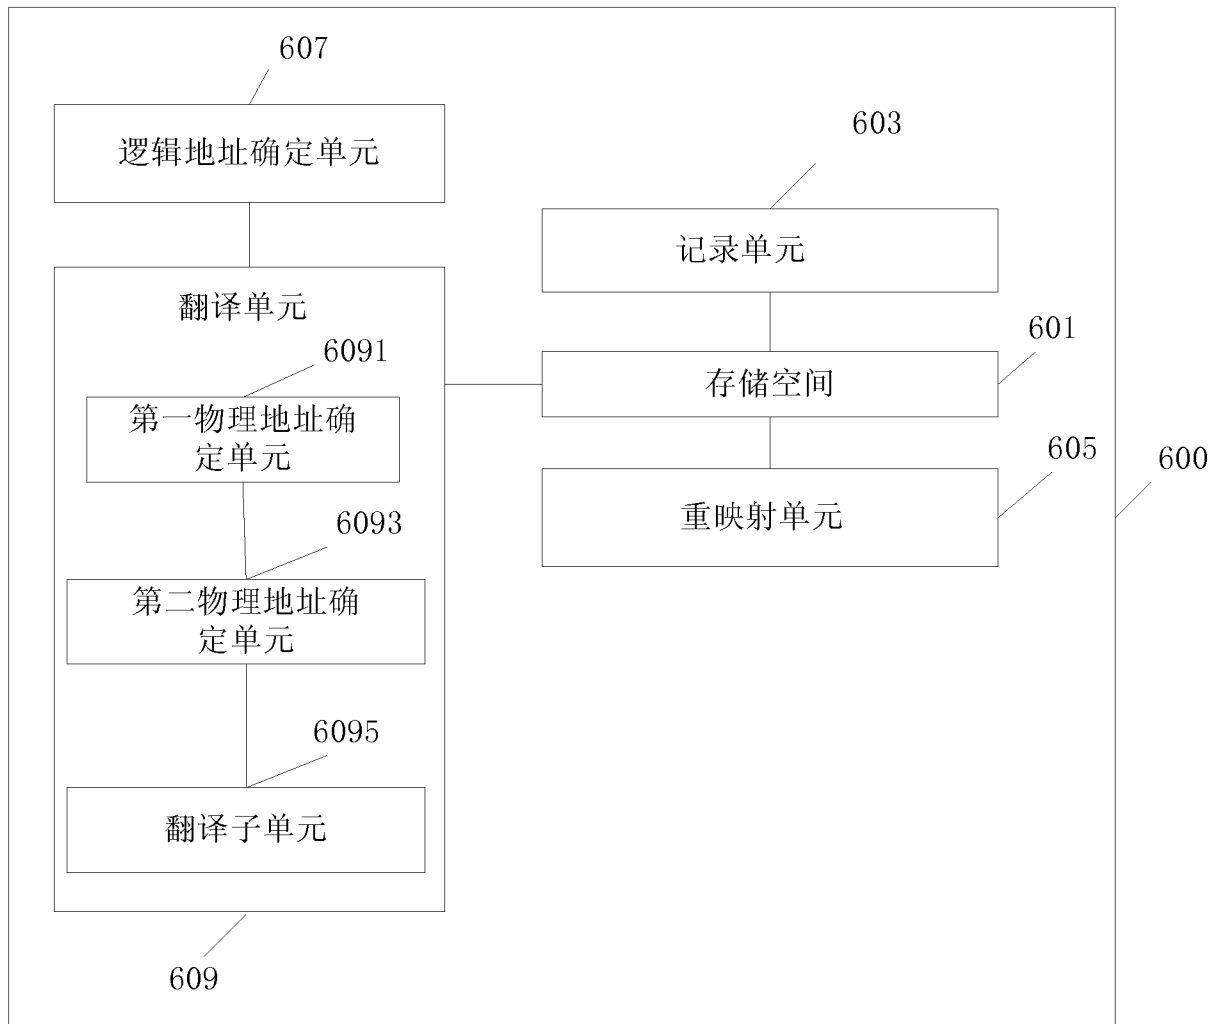 607
逻辑地址确定单元
603
记录单元
翻译单元
6091
第一物理地址确
定单元
601
存储空间
605
600
重映射单元
6093
第二物理地址确
定单元
6095
翻译子单元
609